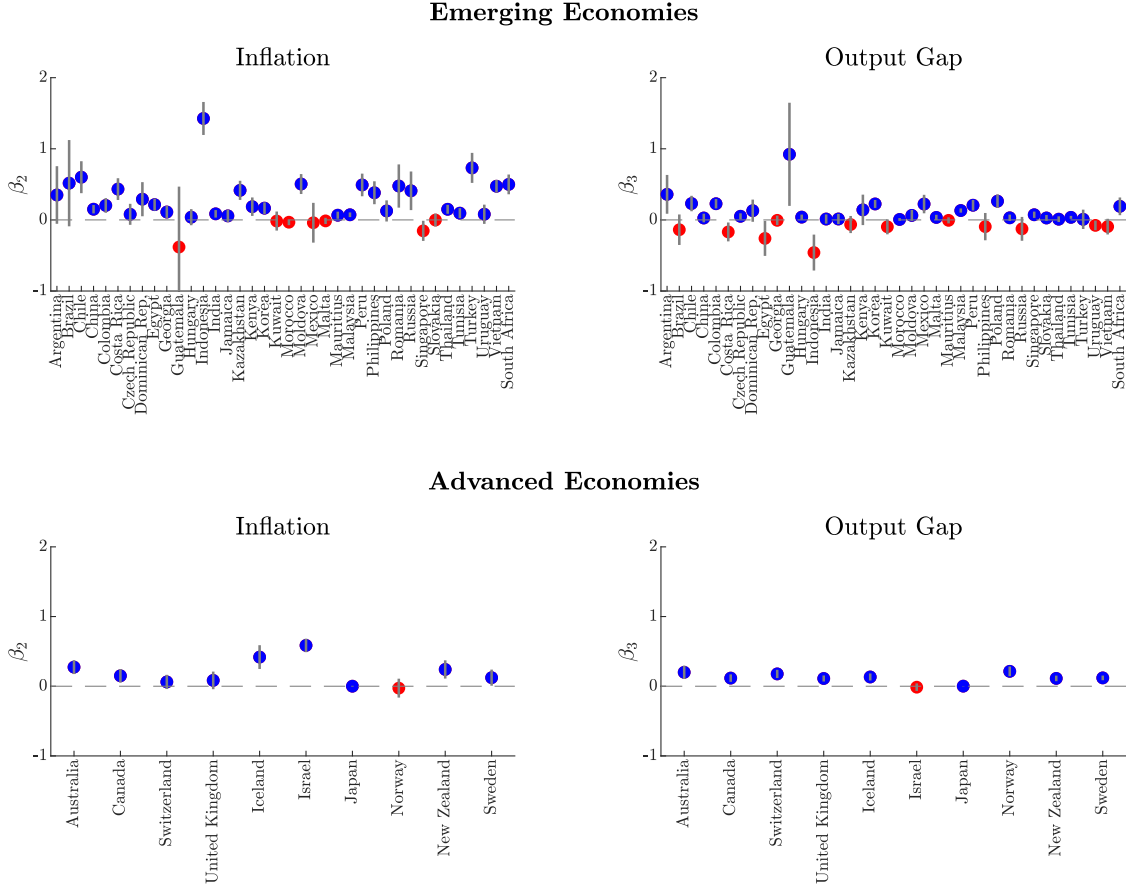 Emerging Economies
Inflation
β2
2
1
0
-1
Argentina
Brazil
Chile
China
Colombia
Costa Rica
Czech Republic
Dominican Rep.
Egypt
Georgia
Guatemala
Hungary
Indonesia
India
Jamaica
Kazakhstan
Kenya
Korea
Kuwait
Morocco
Moldova
Mexico
Malta
Mauritius
Malaysia
Peru
Philippines
Poland
Romania
Russia
Singapore
Slovakia
Thailand
Tunisia
Turkey
Uruguay
Vietnam
South Africa
Output Gap
β3
2
1
0
-1
Argentina
Brazil
Chile
China
Colombia
Costa Rica
Czech Republic
Dominican Rep.
Egypt
Georgia
Guatemala
Hungary
Indonesia
India
Jamaica
Kazakhstan
Kenya
Korea
Kuwait
Morocco
Moldova
Mexico
Malta
Mauritius
Malaysia
Peru
Philippines
Poland
Romania
Russia
Singapore
Slovakia
Thailand
Tunisia
Turkey
Uruguay
Vietnam
South Africa
Advanced Economies
Inflation
β2
2
1
0
-1
Australia
Canada
Switzerland
United Kingdom
Iceland
Israel
Japan
Norway
New Zealand
Sweden
Output Gap
β3
2
1
0
-1
Australia
Canada
Switzerland
United Kingdom
Iceland
Israel
Japan
Norway
New Zealand
Sweden